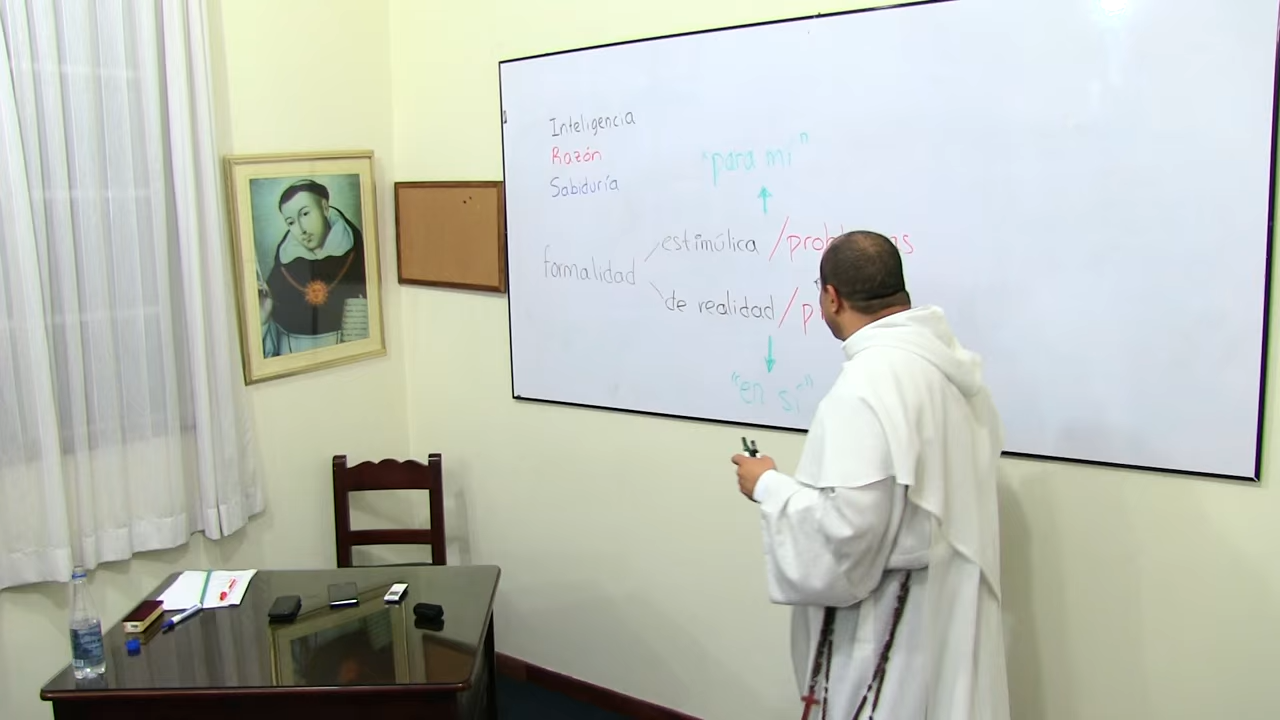 Inteligencia
Razón
Sabiduría
"para mí"
formalidad
estimúlica /
de realidad /
"en sí"